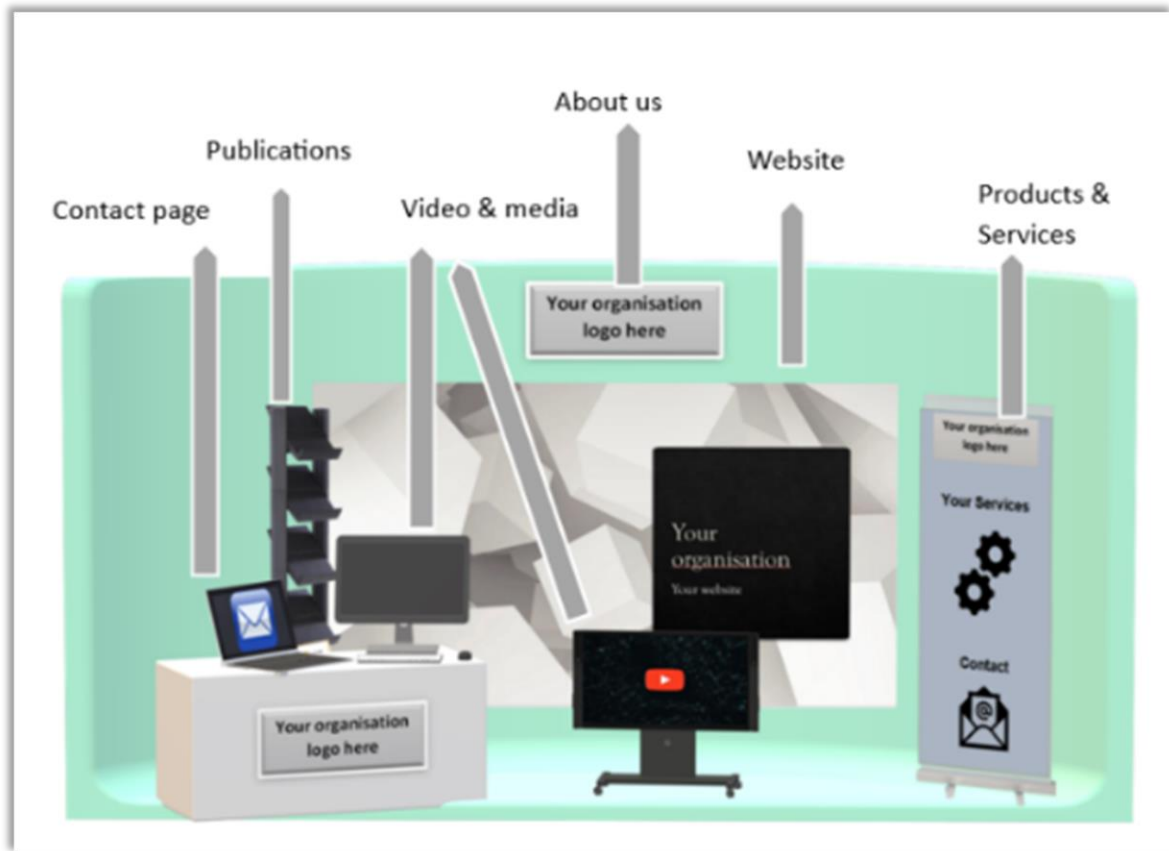 About us
Publications
Website
Contact page
Video & media
Products &
Services
Your organisation
logo here
Your organisation
logo here
Your Services
Your
organisation
Your website
Contact
@
Your organisation
logo here